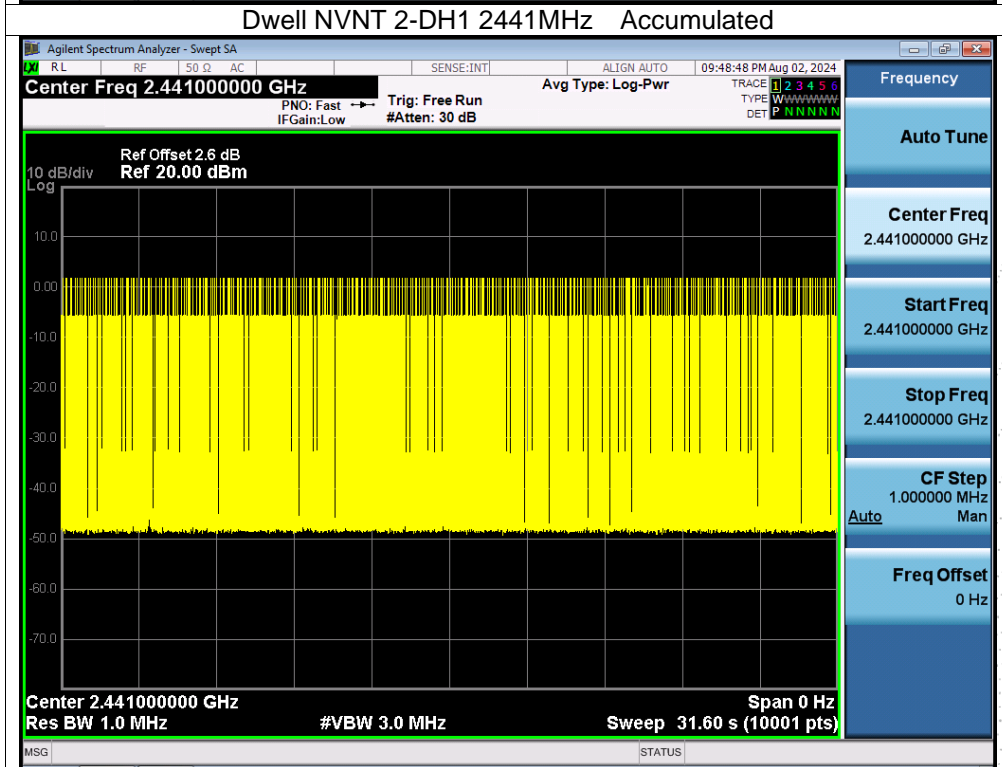 Dwell NVNT 2-DH1 2441MHz Accumulated
Agilent Spectrum Analyzer - Swept SA
LXI RL RF 50 Ω AC SENSE:INT ALIGN AUTO 09:48:48 PM Aug 02, 2024
Center Freq 2.441000000 GHz
PNO: Fast
IFGain:Low
Trig: Free Run
#Atten: 30 dB
Avg Type: Log-Pwr
TRACE 1 2 3 4 5 6
TYPE WWWWWWW
DET P N N N N N
Ref Offset 2.6 dB
10 dB/div Ref 20.00 dBm
Log
10.0
0.00
-10.0
-20.0
-30.0
-40.0
-50.0
-60.0
-70.0
Center 2.441000000 GHz Span 0 Hz
Res BW 1.0 MHz #VBW 3.0 MHz Sweep 31.60 s (10001 pts)
MSG STATUS
Frequency
Auto Tune
Center Freq
2.441000000 GHz
Start Freq
2.441000000 GHz
Stop Freq
2.441000000 GHz
CF Step
1.000000 MHz
Auto Man
Freq Offset
0 Hz